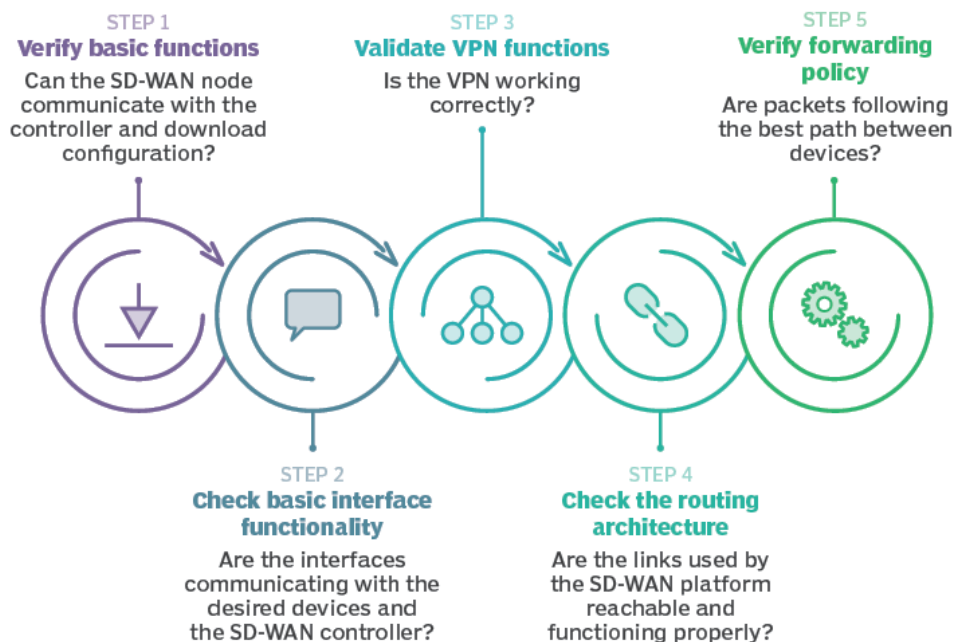 STEP 1
Verify basic functions
Can the SD-WAN node
communicate with the
controller and download
configuration?
STEP 2
Check basic interface
functionality
Are the interfaces
communicating with the
desired devices and
the SD-WAN controller?
STEP 3
Validate VPN functions
Is the VPN working
correctly?
STEP 4
Check the routing
architecture
Are the links used by
the SD-WAN platform
reachable and
functioning properly?
STEP 5
Verify forwarding
policy
Are packets following
the best path between
devices?